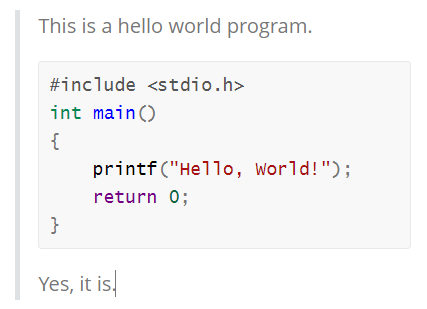 This is a hello world program.
#include <stdio.h>
int main()
{
    printf("Hello, World!");
    return 0;
}
Yes, it is.